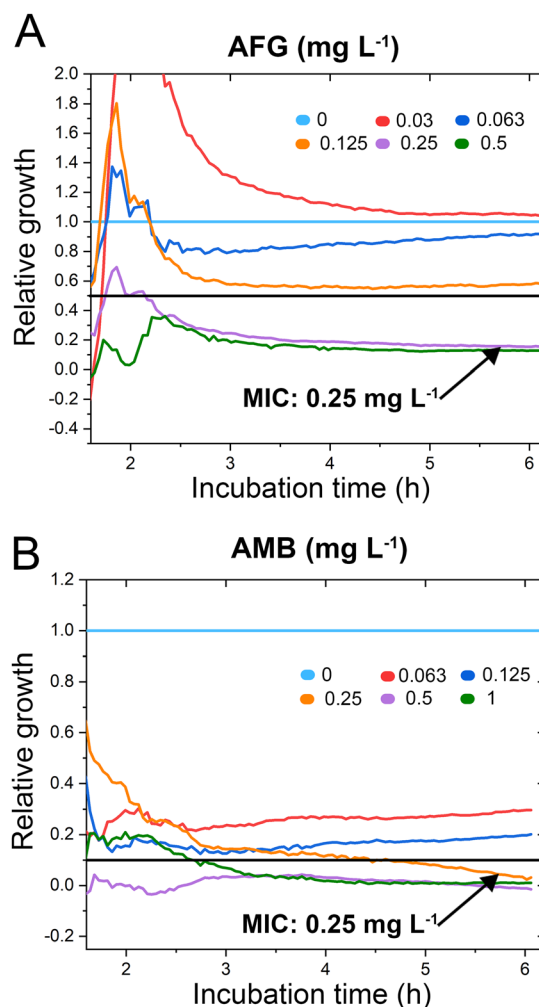 A
AFG (mg L-1)
2.0
1.8
1.6
1.4
1.2
1.0
0.8
0.6
0.4
0.2
0.0
-0.2
-0.4
Relative growth
0 0.03 0.063
0.125 0.25 0.5
MIC: 0.25 mg L-1
2 3 4 5 6
Incubation time (h)
B
AMB (mg L-1)
1.2
1.0
0.8
0.6
0.4
0.2
0.0
-0.2
Relative growth
0 0.063 0.125
0.25 0.5 1
MIC: 0.25 mg L-1
2 3 4 5 6
Incubation time (h)